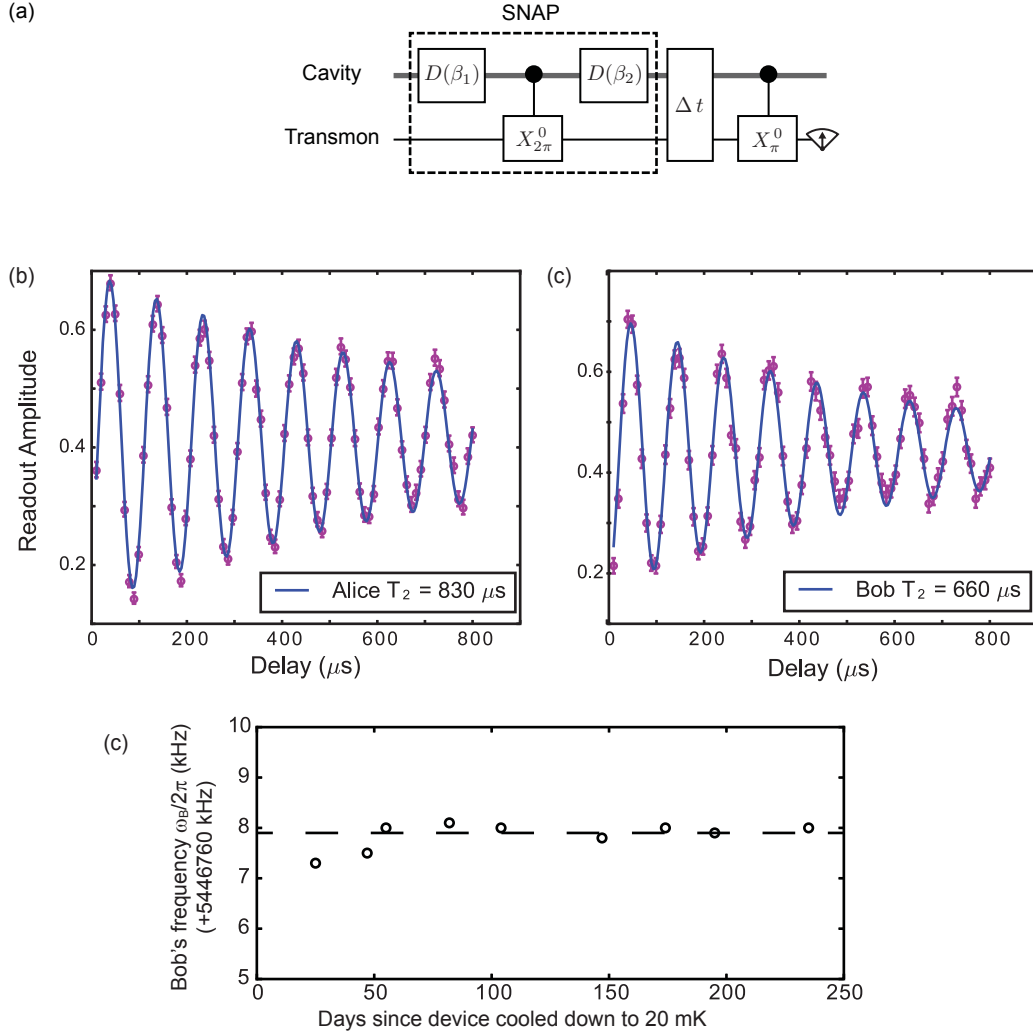 (a)
SNAP
Cavity
D(β₁)
D(β₂)
Δ t
Transmon
X⁰₂π
X⁰π
(b)
Readout Amplitude
0.6
0.4
0.2
Alice T₂ = 830 μs
0 200 400 600 800
Delay (μs)
(c)
0.6
0.4
0.2
Bob T₂ = 660 μs
0 200 400 600 800
Delay (μs)
(c)
Bob's frequency ω_B/2π (kHz)
(+5446760 kHz)
10
9
8
7
6
5
0 50 100 150 200 250
Days since device cooled down to 20 mK